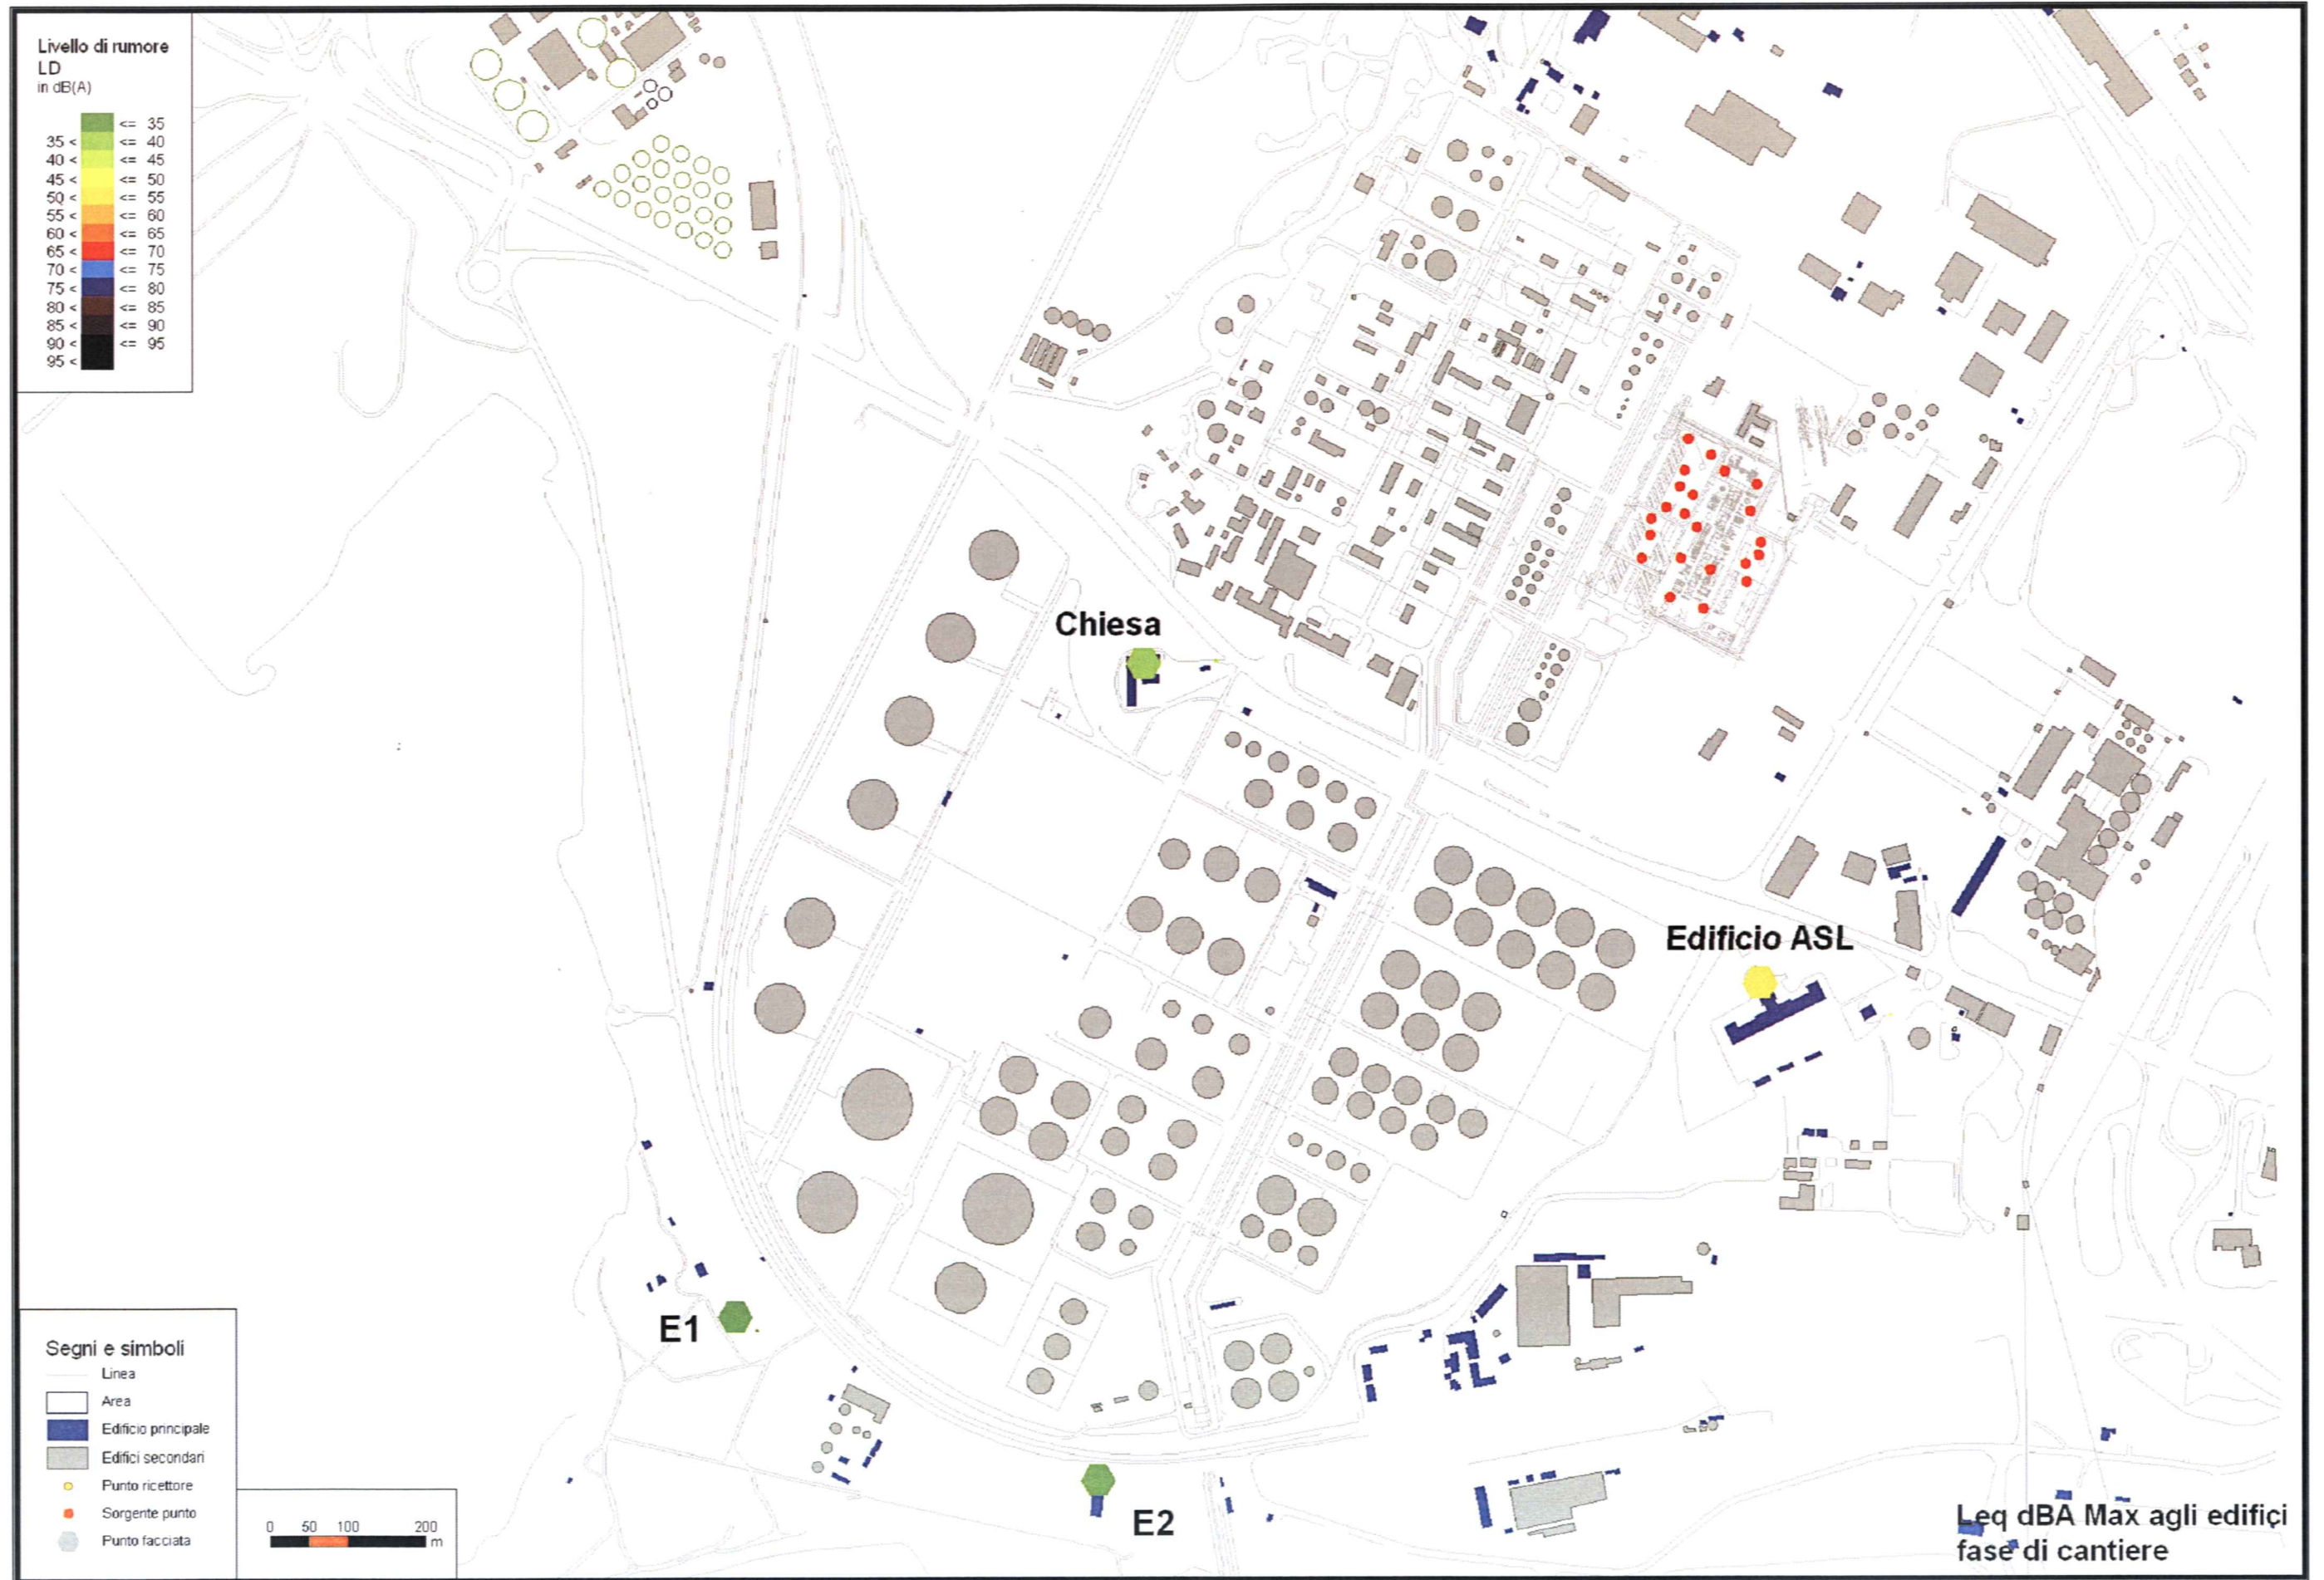 Livello di rumore
LD
in dB(A)
<= 35
35 < <= 40
40 < <= 45
45 < <= 50
50 < <= 55
55 < <= 60
60 < <= 65
65 < <= 70
70 < <= 75
75 < <= 80
80 < <= 85
85 < <= 90
90 < <= 95
95 <
Chiesa
Edificio ASL
E1
E2
Segni e simboli
Linea
Area
Edificio principale
Edifici secondari
Punto ricettore
Sorgente punto
Punto facciata
0 50 100 200
m
Leq dBA Max agli edifici
fase di cantiere